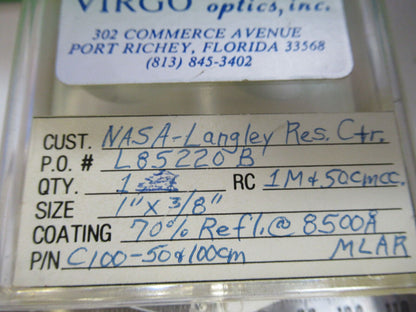 VIRGO optics, inc.
302 COMMERCE AVENUE
PORT RICHEY, FLORIDA 33568
(813) 845-3402
CUST. NASA-Langley Res. Ctr.
P.O. # L85220B
QTY. 1 RC 1M & 50cm cc.
SIZE 1" x 3/8"
COATING 70% Refl. @ 8500Å
P/N C100-50 & 100cm MLAR